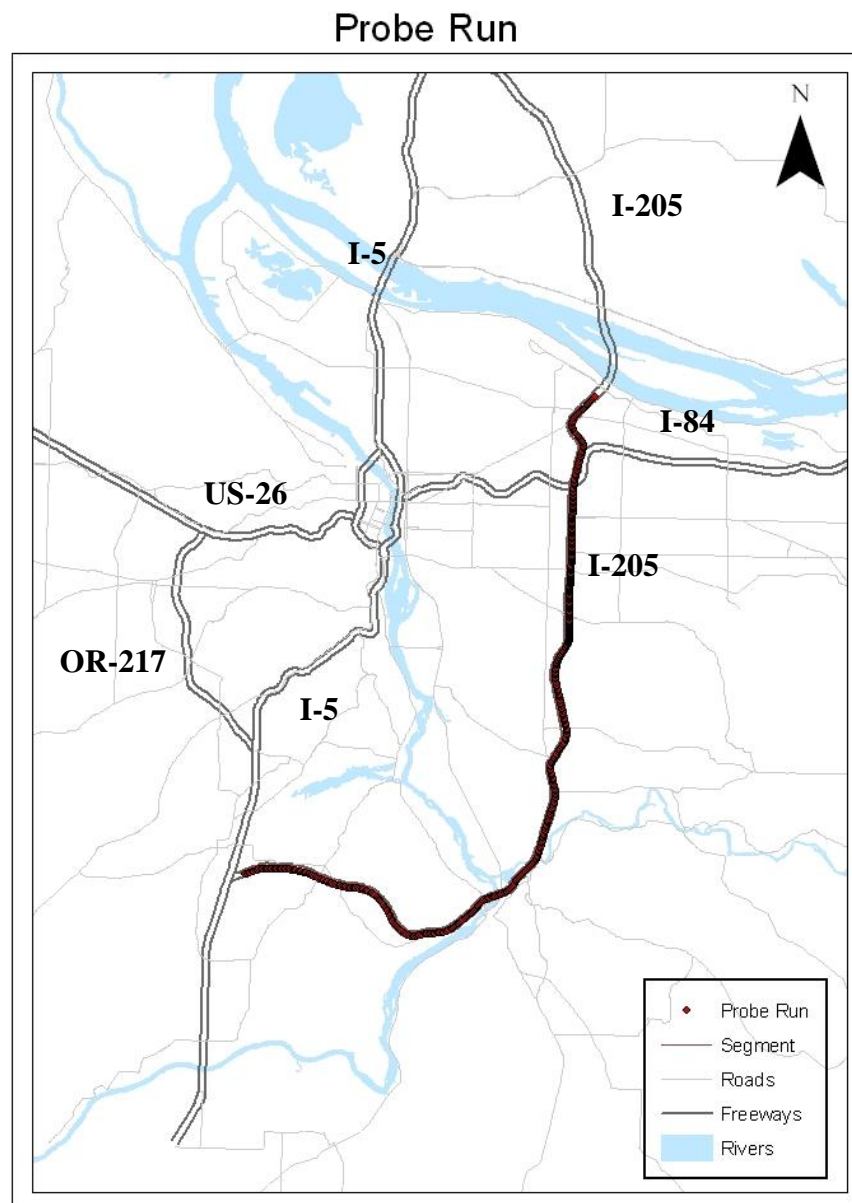 Probe Run
N
I-205
I-5
I-84
US-26
I-205
OR-217
I-5
Probe Run
Segment
Roads
Freeways
Rivers